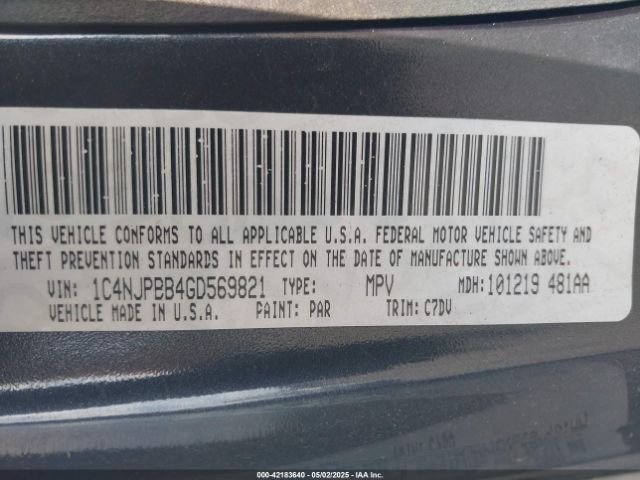 THIS VEHICLE CONFORMS TO ALL APPLICABLE U.S.A. FEDERAL MOTOR VEHICLE SAFETY AND
THEFT PREVENTION STANDARDS IN EFFECT ON THE DATE OF MANUFACTURE SHOWN ABOVE.
VIN: 1C4NJPBB4GD569821 TYPE: MPV MDH: 101219 481AA
VEHICLE MADE IN U.S.A. PAINT: PAR TRIM: C7DV
000-42183640 - 05/02/2025 - IAA Inc.